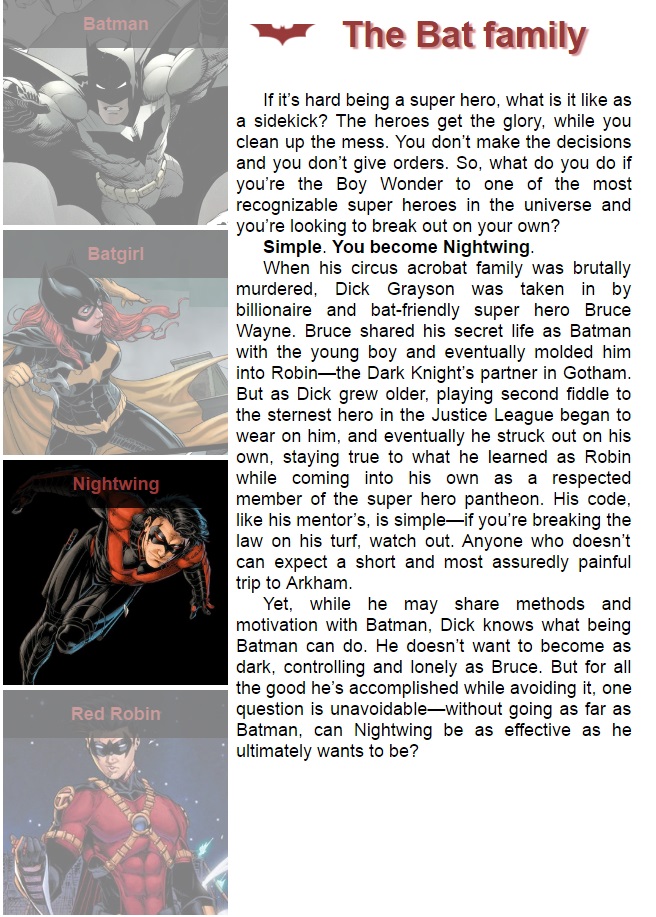 Batman
Batgirl
Nightwing
Red Robin
The Bat family
If it’s hard being a super hero, what is it like as
a sidekick? The heroes get the glory, while you
clean up the mess. You don’t make the decisions
and you don’t give orders. So, what do you do if
you’re the Boy Wonder to one of the most
recognizable super heroes in the universe and
you’re looking to break out on your own?
Simple. You become Nightwing.
When his circus acrobat family was brutally
murdered, Dick Grayson was taken in by
billionaire and bat-friendly super hero Bruce
Wayne. Bruce shared his secret life as Batman
with the young boy and eventually molded him
into Robin—the Dark Knight’s partner in Gotham.
But as Dick grew older, playing second fiddle to
the sternest hero in the Justice League began to
wear on him, and eventually he struck out on his
own, staying true to what he learned as Robin
while coming into his own as a respected
member of the super hero pantheon. His code,
like his mentor’s, is simple—if you’re breaking the
law on his turf, watch out. Anyone who doesn’t
can expect a short and most assuredly painful
trip to Arkham.
Yet, while he may share methods and
motivation with Batman, Dick knows what being
Batman can do. He doesn’t want to become as
dark, controlling and lonely as Bruce. But for all
the good he’s accomplished while avoiding it, one
question is unavoidable—without going as far as
Batman, can Nightwing be as effective as he
ultimately wants to be?